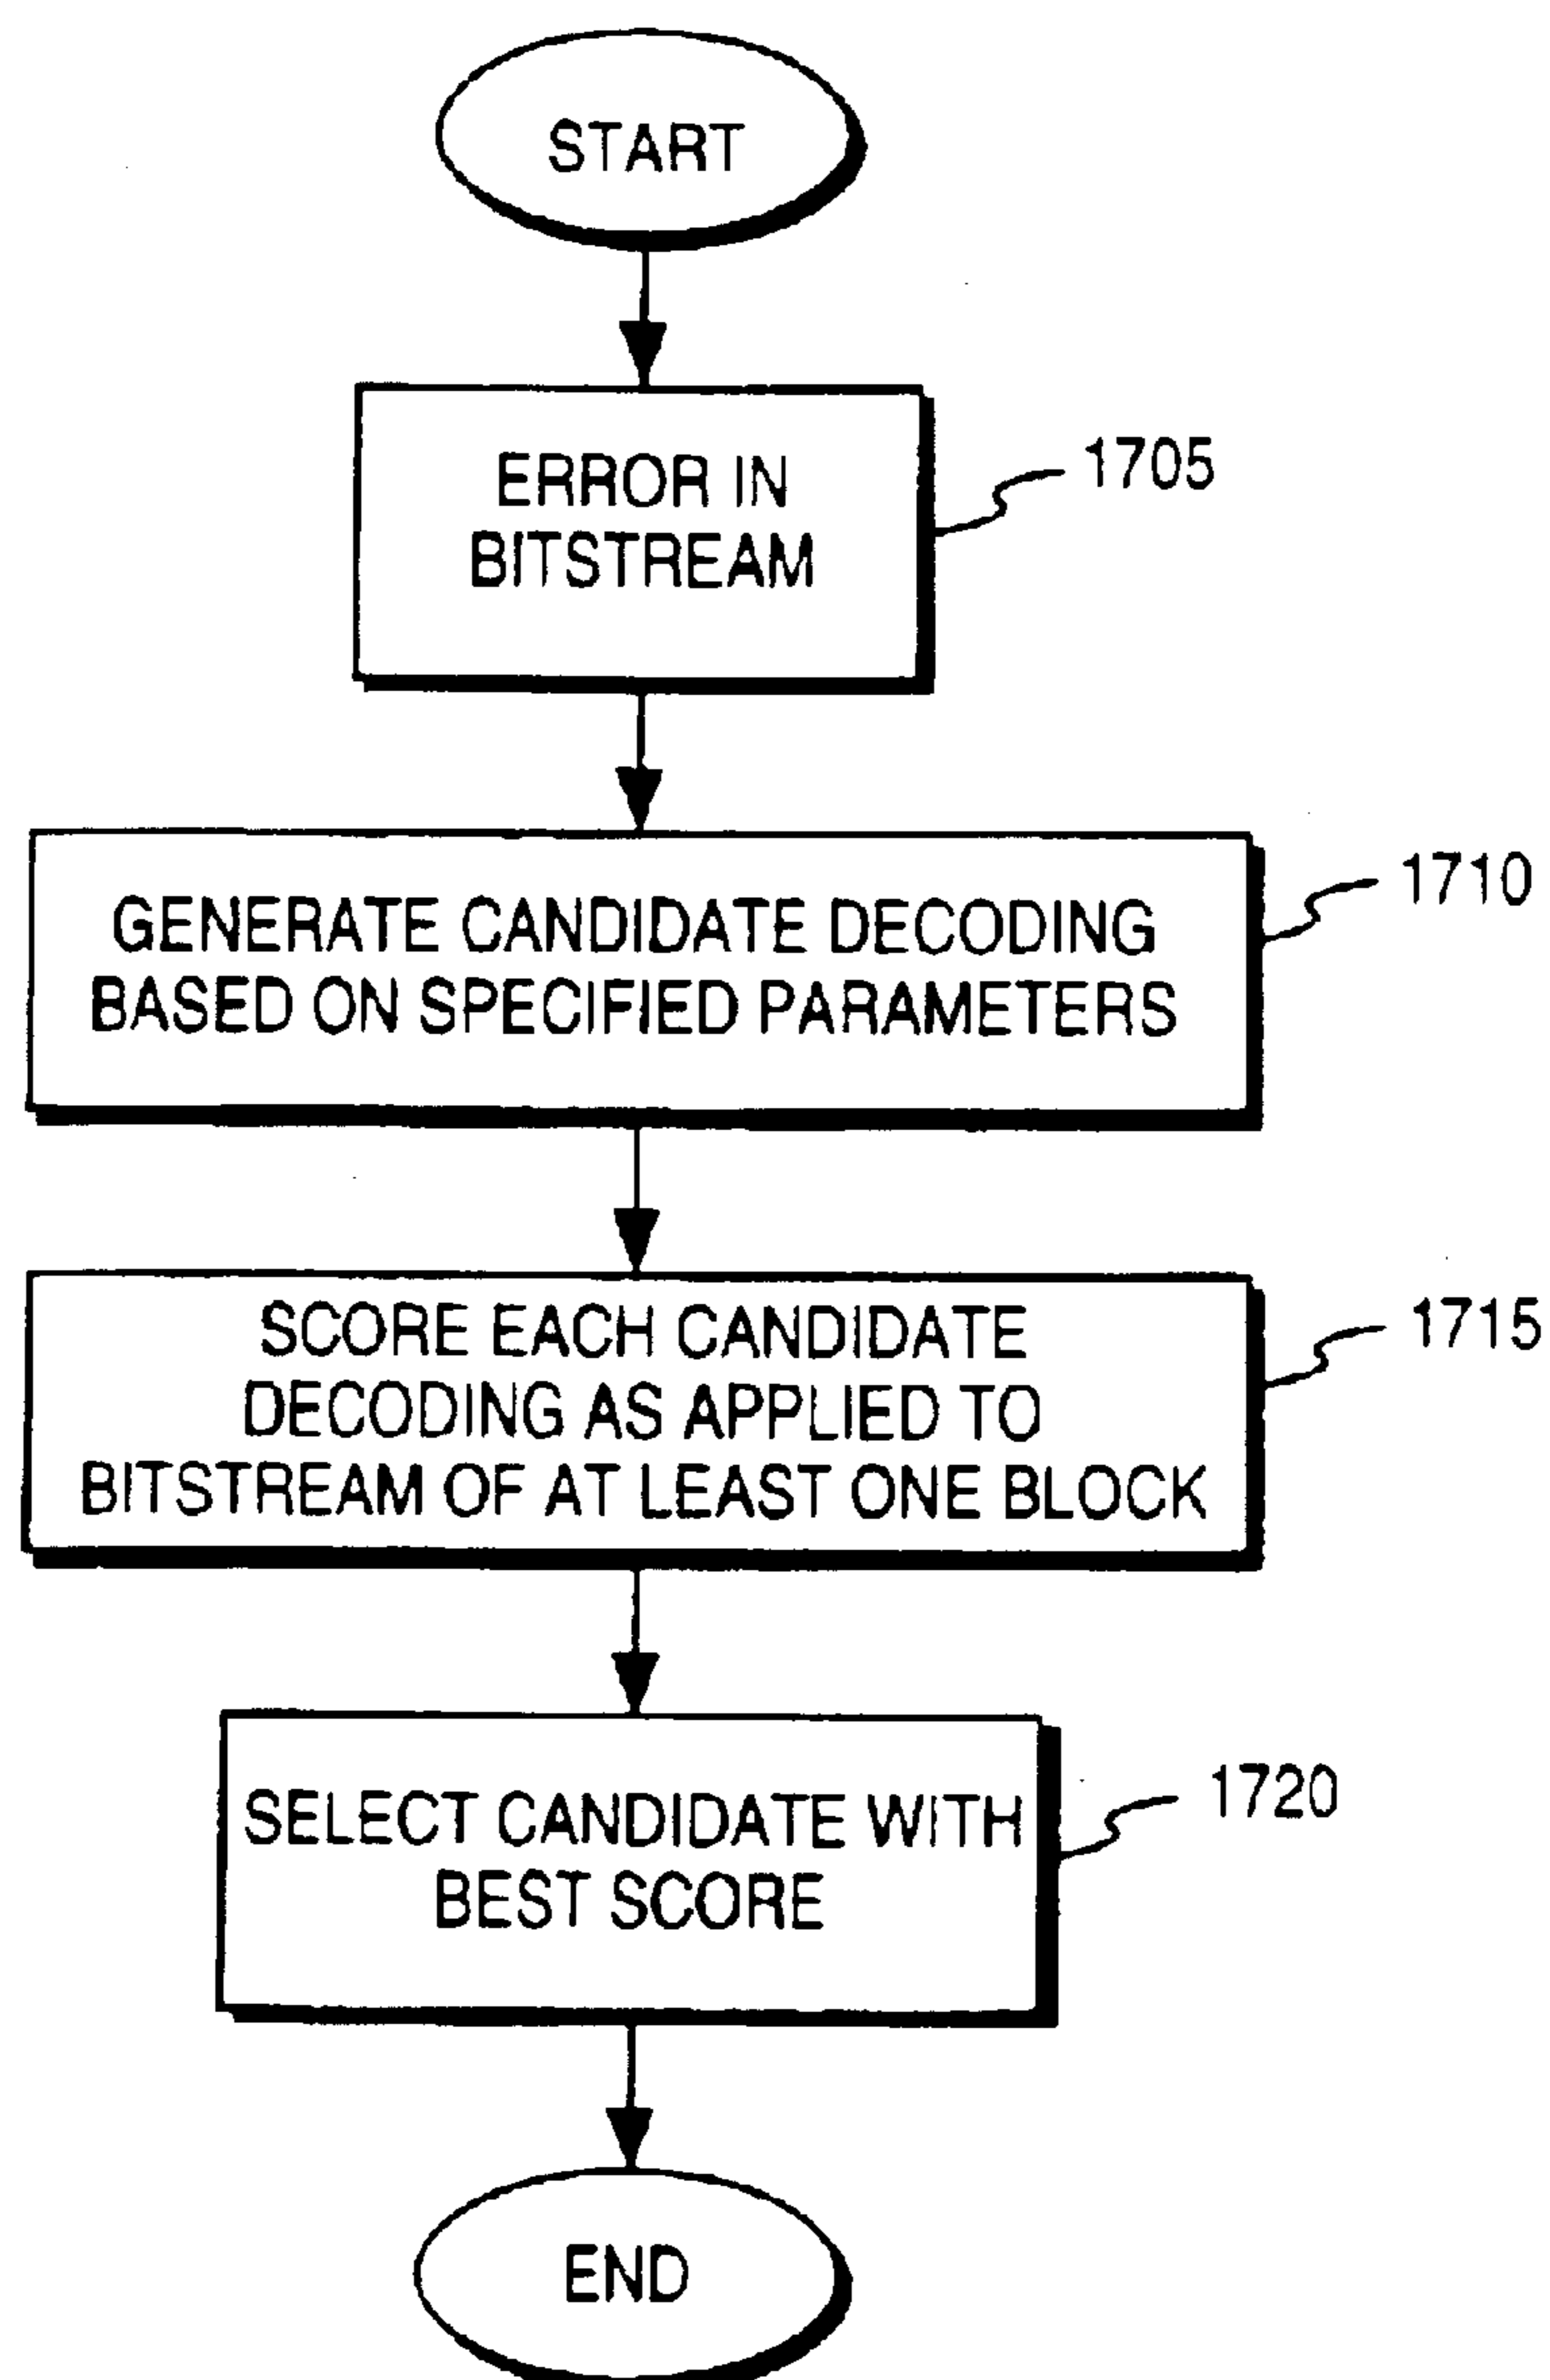 START
ERROR IN
BITSTREAM
1705
GENERATE CANDIDATE DECODING
BASED ON SPECIFIED PARAMETERS
1710
SCORE EACH CANDIDATE
DECODING AS APPLIED TO
BITSTREAM OF AT LEAST ONE BLOCK
1715
SELECT CANDIDATE WITH
BEST SCORE
1720
END